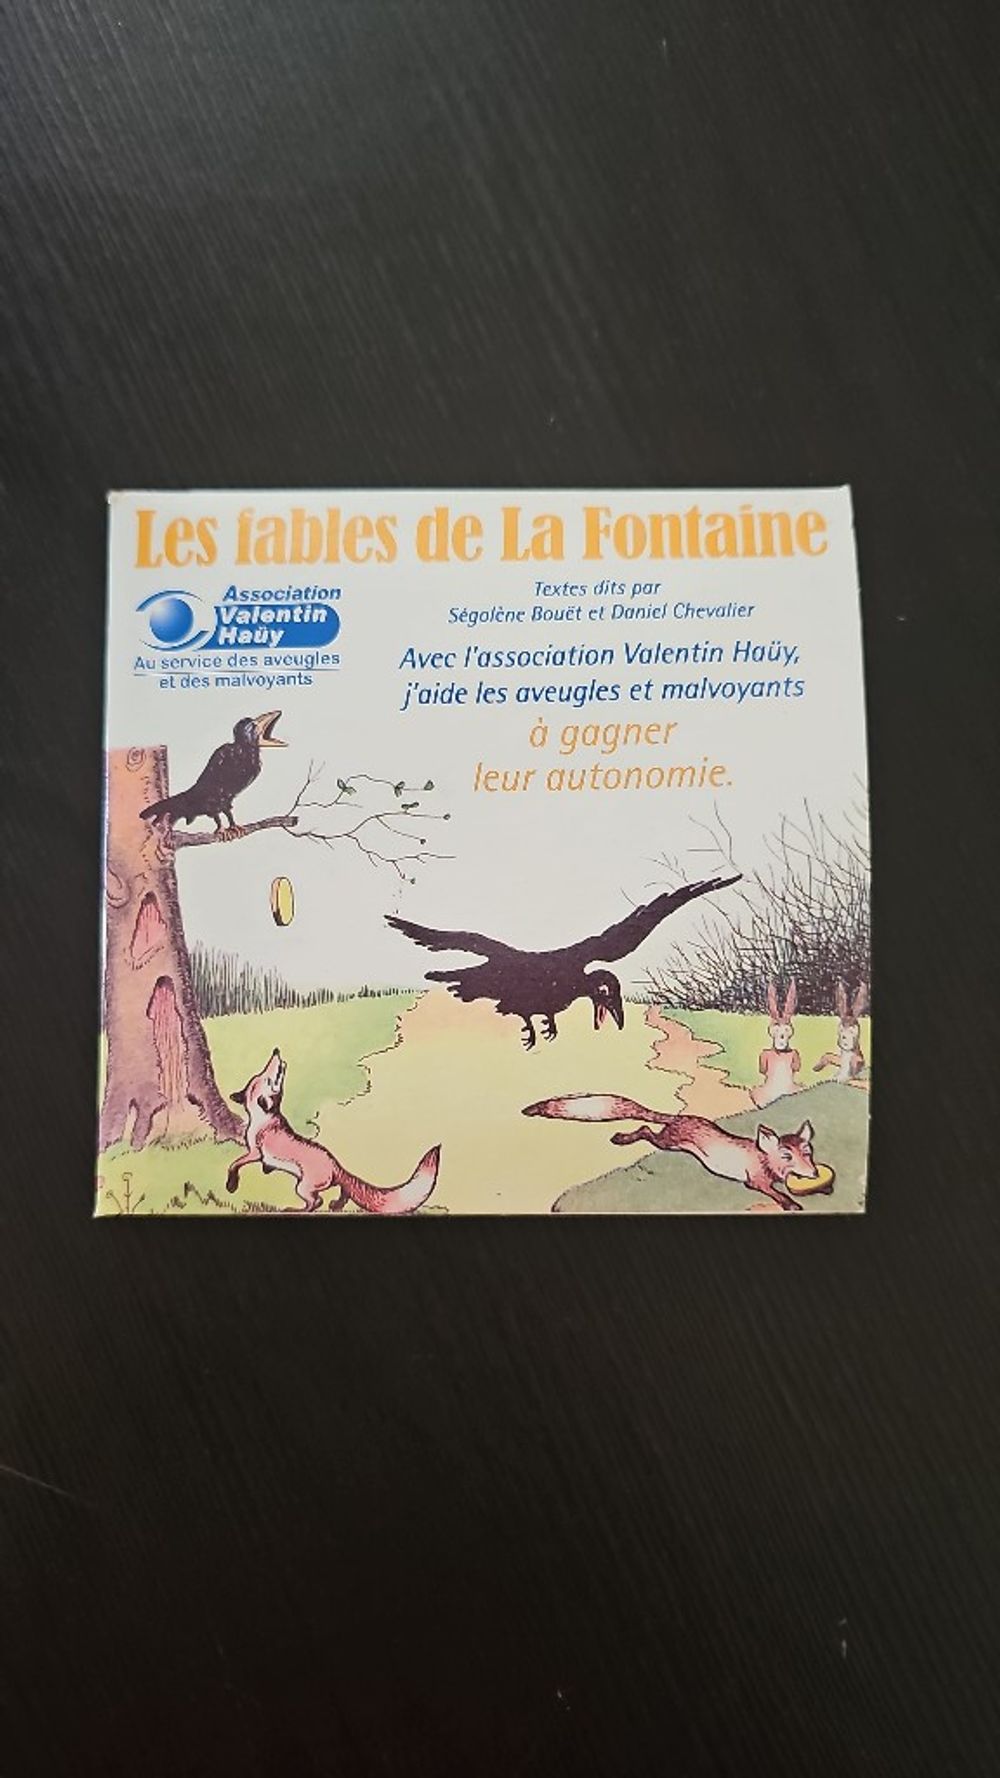 Les fables de La Fontaine
Association
Valentin
Haüy
Au service des aveugles
et des malvoyants
Textes dits par
Ségolène Bouët et Daniel Chevalier
Avec l'association Valentin Haüy,
j'aide les aveugles et malvoyants
à gagner
leur autonomie.